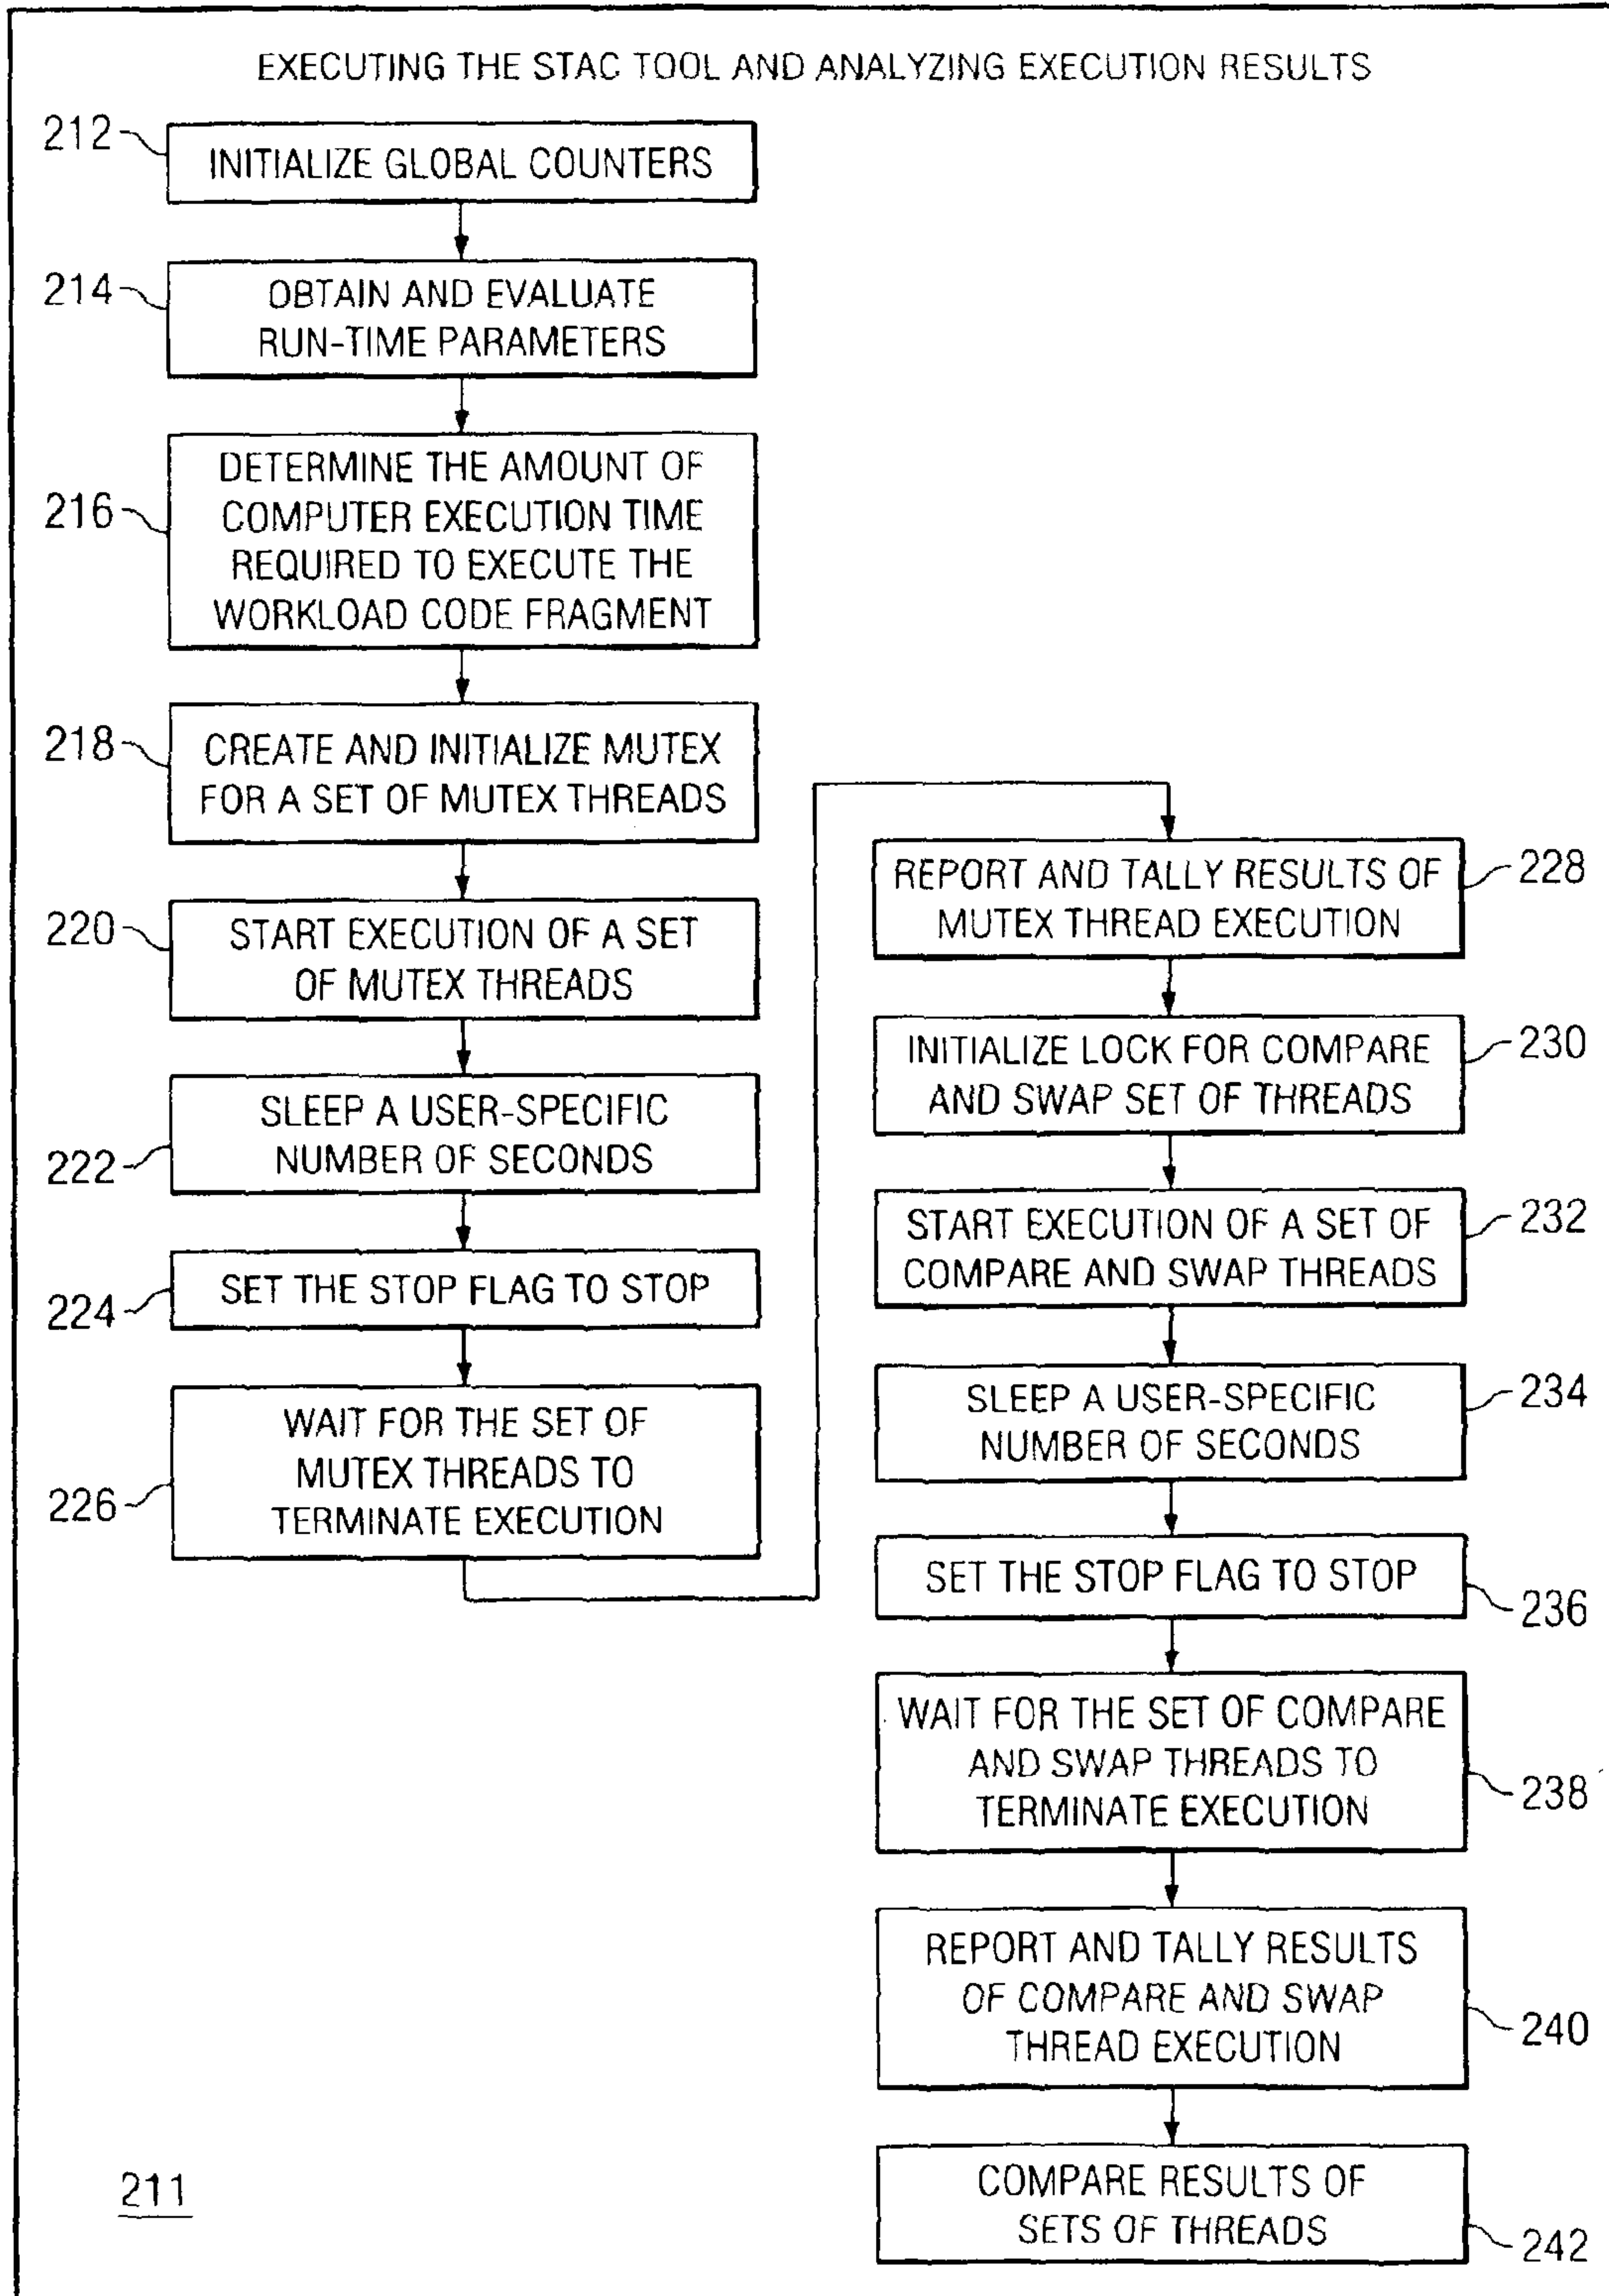 EXECUTING THE STAC TOOL AND ANALYZING EXECUTION RESULTS
212
INITIALIZE GLOBAL COUNTERS
214
OBTAIN AND EVALUATE
RUN-TIME PARAMETERS
216
DETERMINE THE AMOUNT OF
COMPUTER EXECUTION TIME
REQUIRED TO EXECUTE THE
WORKLOAD CODE FRAGMENT
218
CREATE AND INITIALIZE MUTEX
FOR A SET OF MUTEX THREADS
220
START EXECUTION OF A SET
OF MUTEX THREADS
222
SLEEP A USER-SPECIFIC
NUMBER OF SECONDS
224
SET THE STOP FLAG TO STOP
226
WAIT FOR THE SET OF
MUTEX THREADS TO
TERMINATE EXECUTION
REPORT AND TALLY RESULTS OF
MUTEX THREAD EXECUTION
228
INITIALIZE LOCK FOR COMPARE
AND SWAP SET OF THREADS
230
START EXECUTION OF A SET OF
COMPARE AND SWAP THREADS
232
SLEEP A USER-SPECIFIC
NUMBER OF SECONDS
234
SET THE STOP FLAG TO STOP
236
WAIT FOR THE SET OF COMPARE
AND SWAP THREADS TO
TERMINATE EXECUTION
238
REPORT AND TALLY RESULTS
OF COMPARE AND SWAP
THREAD EXECUTION
240
COMPARE RESULTS OF
SETS OF THREADS
242
211